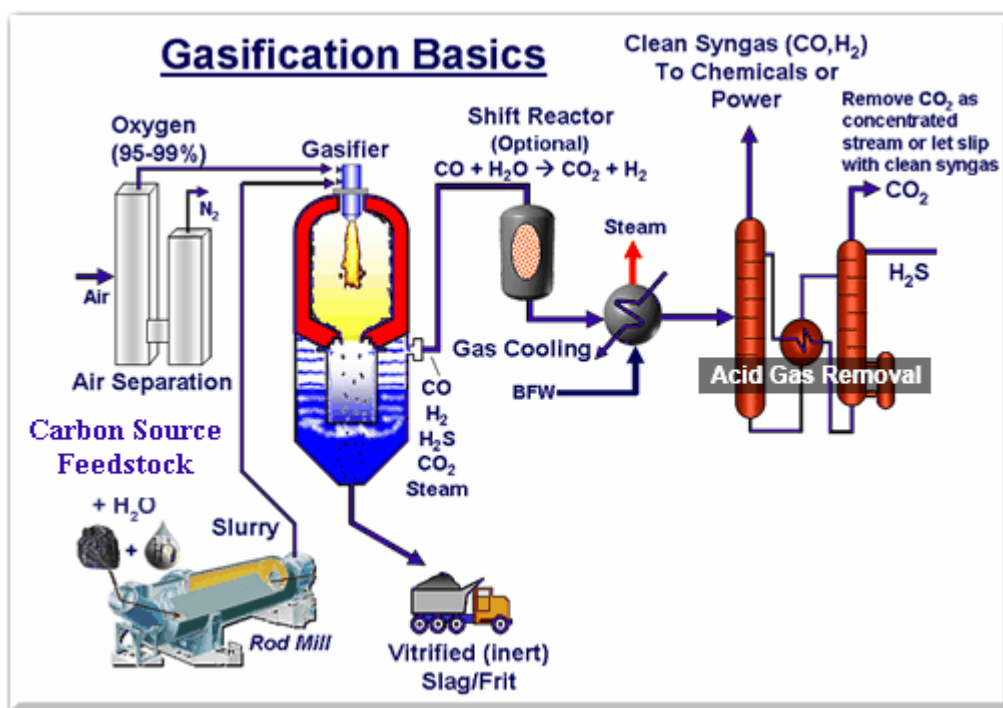 Gasification Basics
Clean Syngas (CO,H₂)
To Chemicals or
Power
Remove CO₂ as
concentrated
stream or let slip
with clean syngas
CO₂
H₂S
Oxygen
(95-99%)
Gasifier
Shift Reactor
(Optional)
CO + H₂O → CO₂ + H₂
N₂
Air
Air Separation
Steam
Gas Cooling
BFW
Acid Gas Removal
CO
H₂
H₂S
CO₂
Steam
Carbon Source
Feedstock
+ H₂O
+
Slurry
Rod Mill
Vitrified (inert)
Slag/Frit